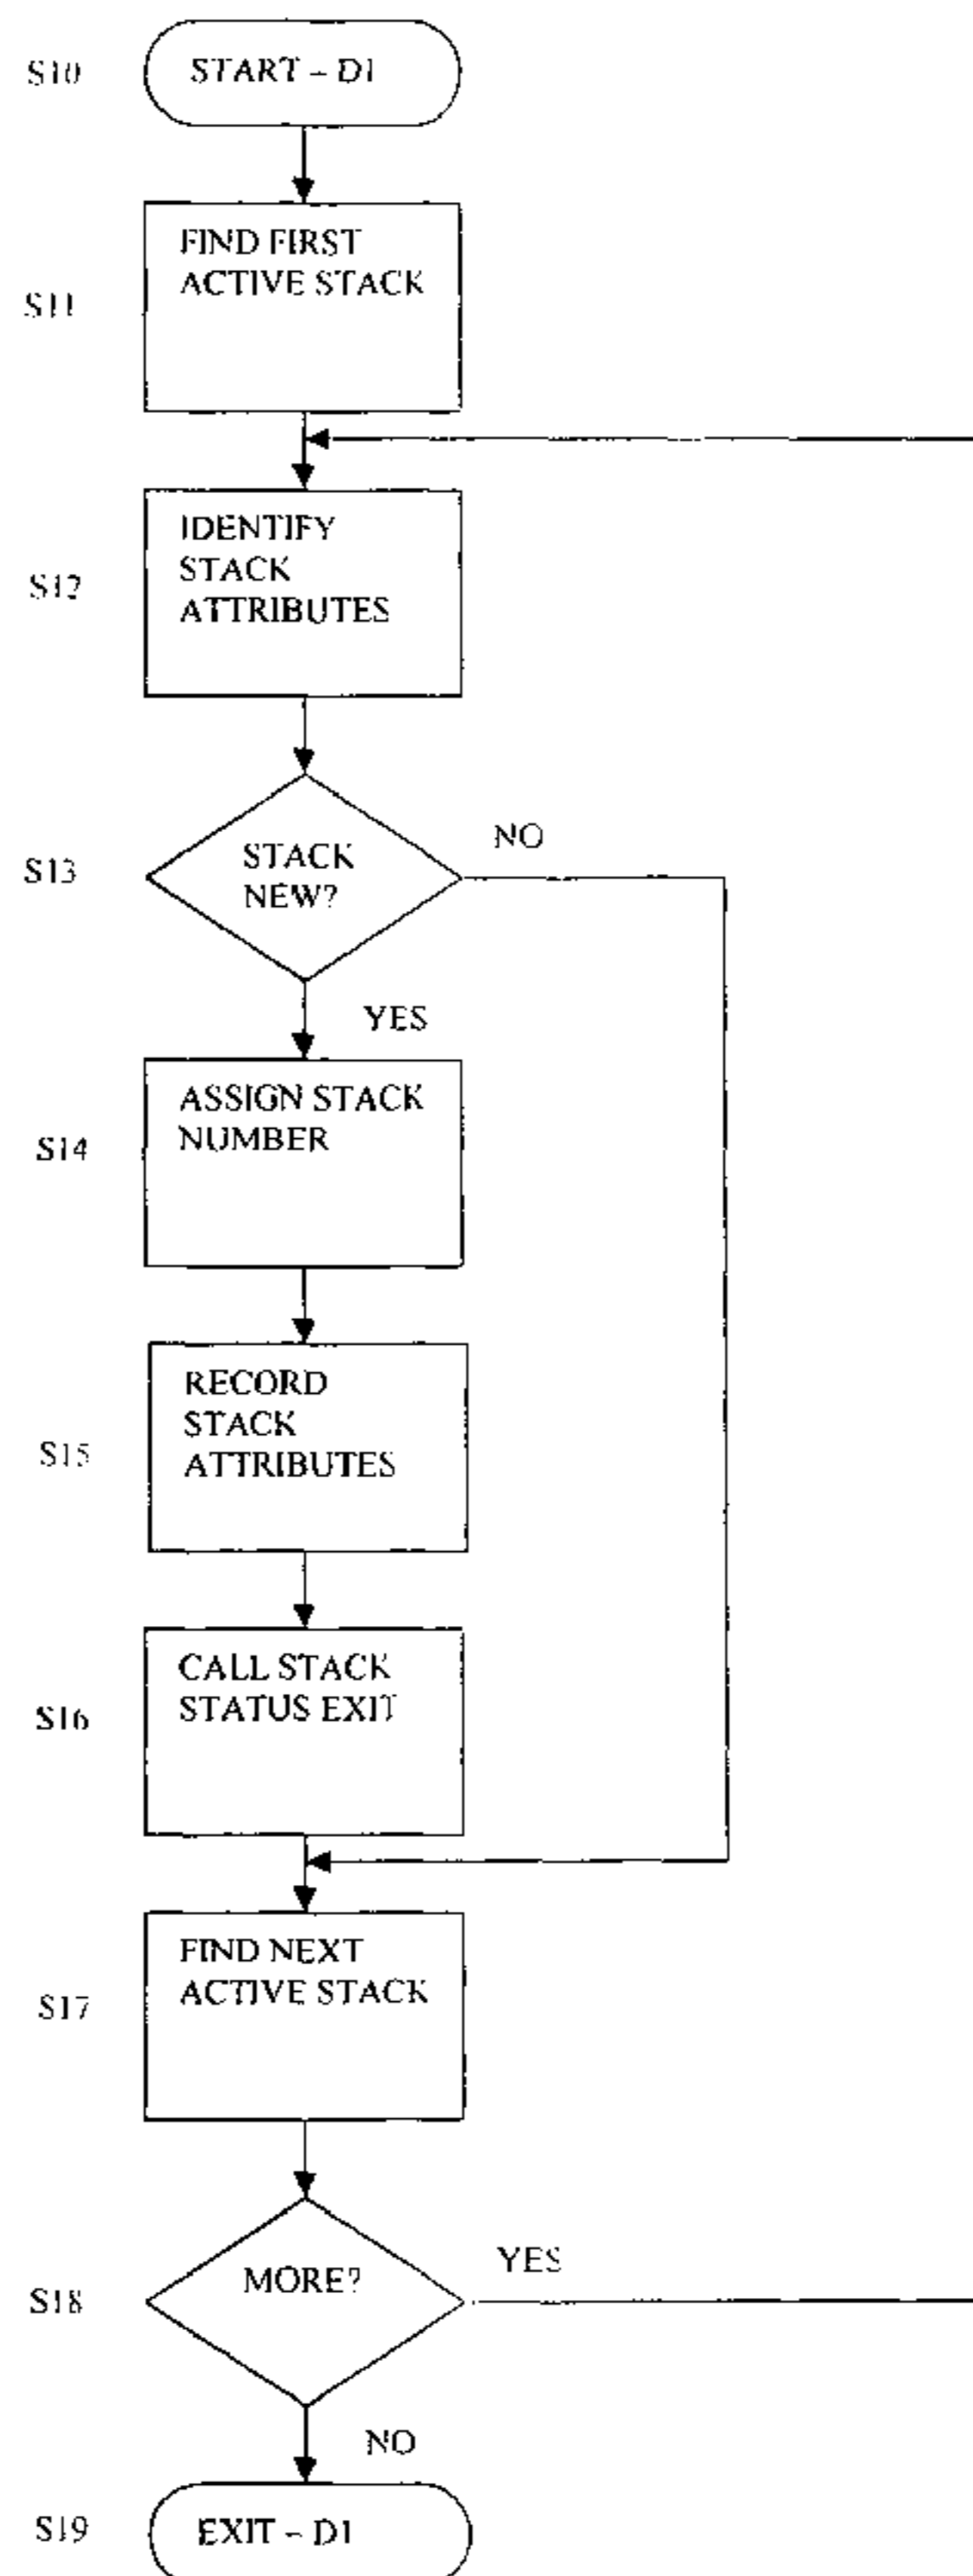 S10
START – D1
S11
FIND FIRST
ACTIVE STACK
S12
IDENTIFY
STACK
ATTRIBUTES
S13
STACK
NEW?
NO
YES
S14
ASSIGN STACK
NUMBER
S15
RECORD
STACK
ATTRIBUTES
S16
CALL STACK
STATUS EXIT
S17
FIND NEXT
ACTIVE STACK
S18
MORE?
YES
NO
S19
EXIT – D1